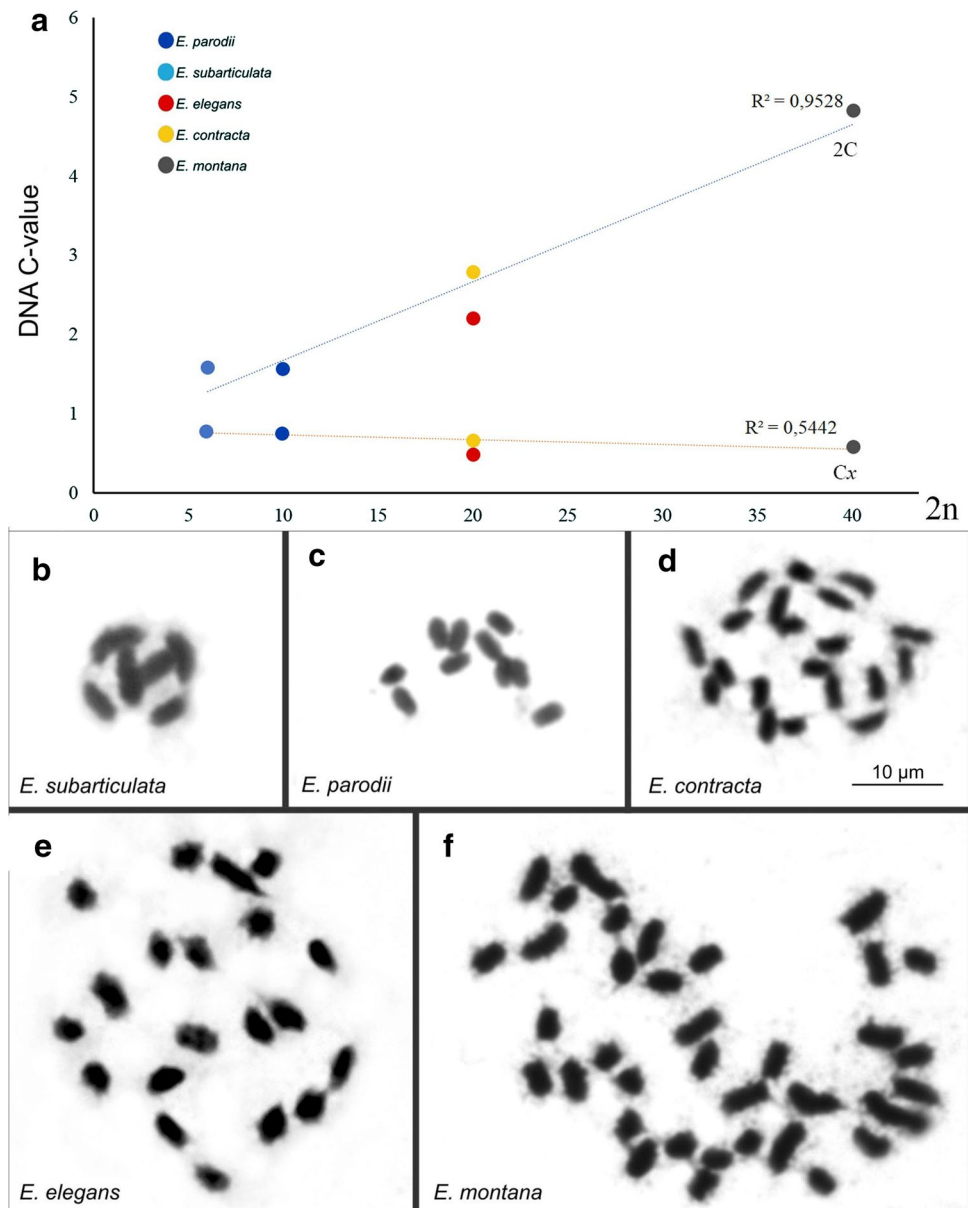 a
6
5
4
3
2
1
0
DNA C-value
E. parodii
E. subarticulata
E. elegans
E. contracta
E. montana
R² = 0,9528
2C
R² = 0,5442
Cx
0 5 10 15 20 25 30 35 40 2n
b
E. subarticulata
c
E. parodii
d
E. contracta
10 µm
e
E. elegans
f
E. montana